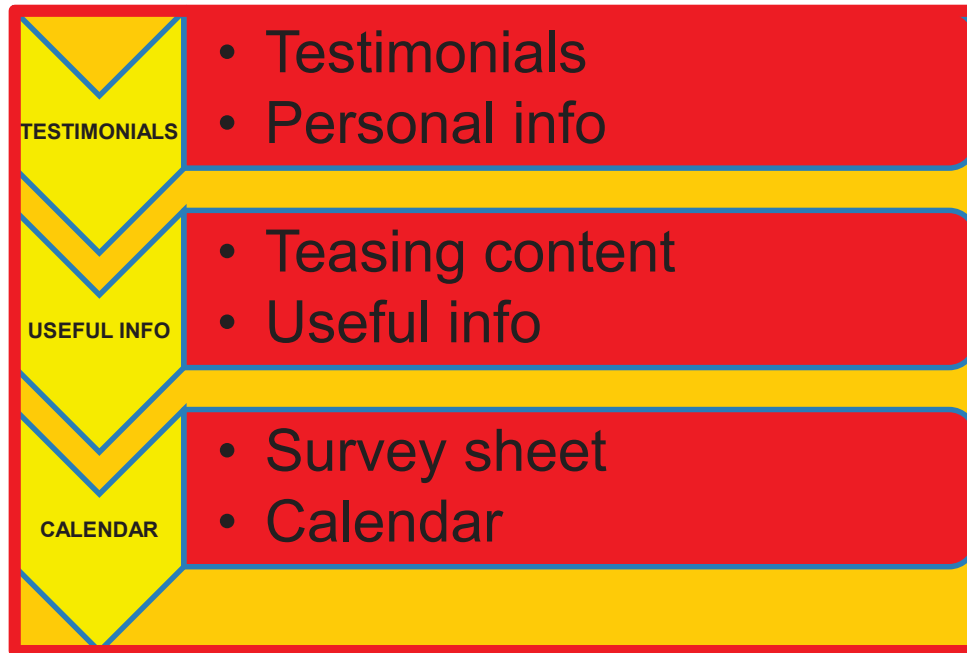 TESTIMONIALS
• Testimonials
• Personal info
USEFUL INFO
• Teasing content
• Useful info
CALENDAR
• Survey sheet
• Calendar